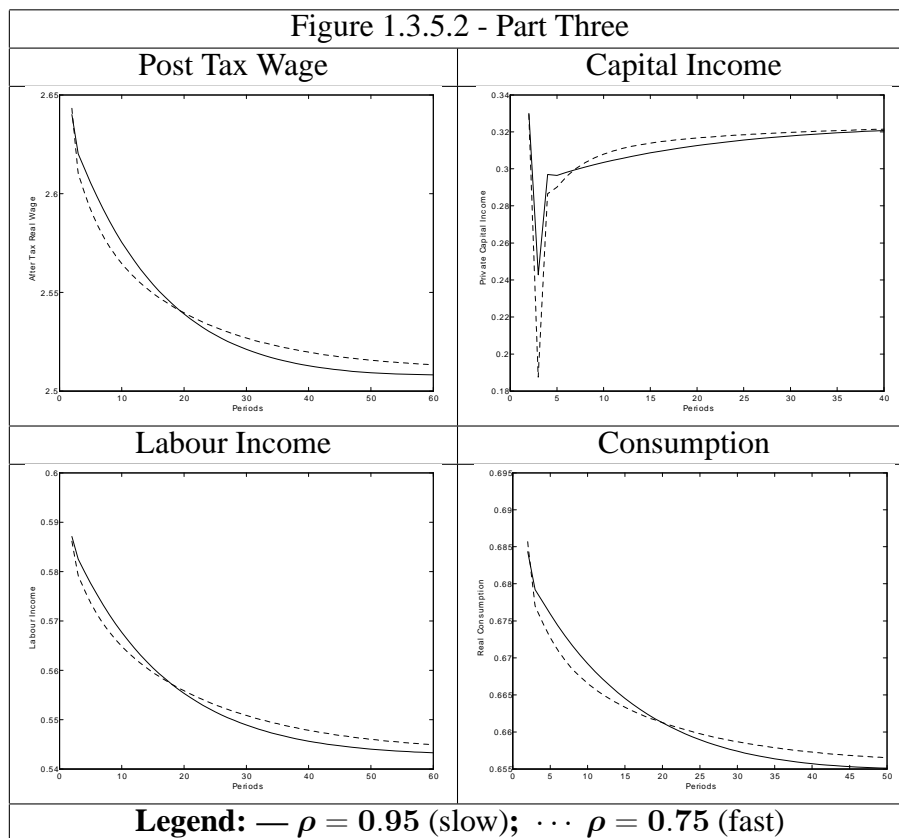 Figure 1.3.5.2 - Part Three
Post Tax Wage
Capital Income
2.65
2.6
2.55
2.5
After Tax Real Wage
0 10 20 30 40 50 60
Periods
0.34
0.32
0.3
0.28
0.26
0.24
0.22
0.2
0.18
Private Capital Income
0 5 10 15 20 25 30 35 40
Periods
Labour Income
Consumption
0.6
0.59
0.58
0.57
0.56
0.55
0.54
Labour Income
0 10 20 30 40 50 60
Periods
0.695
0.69
0.685
0.68
0.675
0.67
0.665
0.66
0.655
Real Consumption
0 5 10 15 20 25 30 35 40 45 50
Periods
Legend: — ρ = 0.95 (slow); ··· ρ = 0.75 (fast)